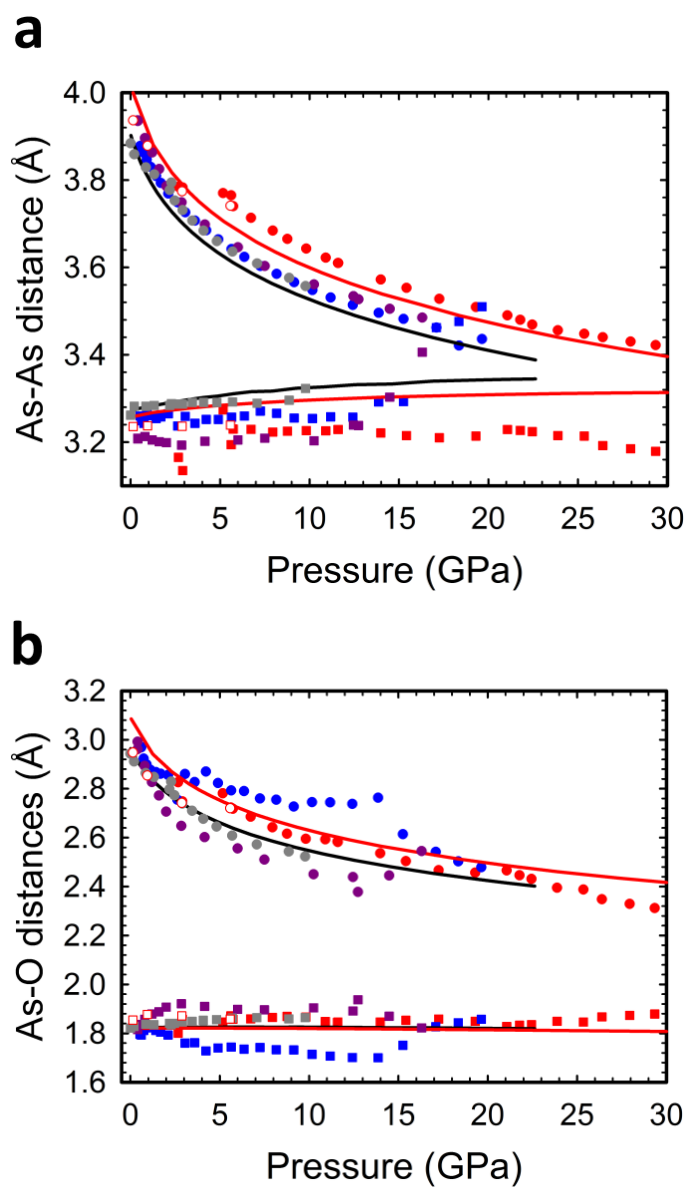 a
4.0
3.8
3.6
3.4
3.2
As-As distance (Å)
0 5 10 15 20 25 30
Pressure (GPa)
b
3.2
3.0
2.8
2.6
2.4
2.2
2.0
1.8
1.6
As-O distances (Å)
0 5 10 15 20 25 30
Pressure (GPa)